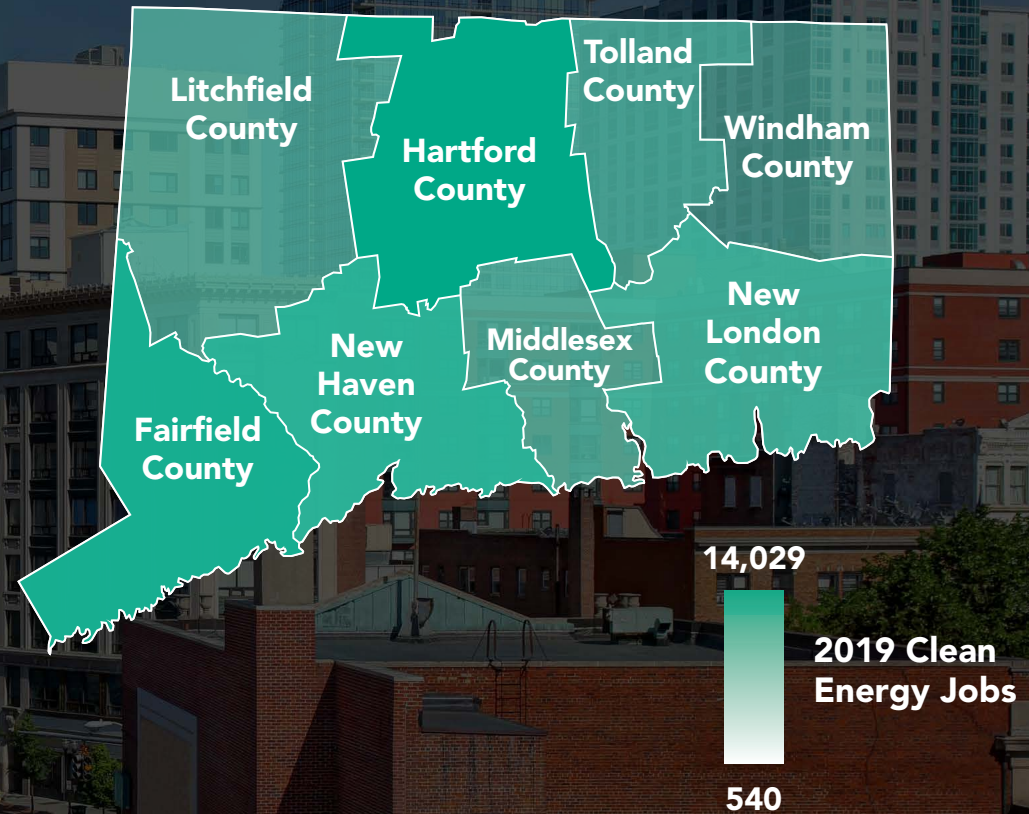 Litchfield
County
Hartford
County
Tolland
County
Windham
County
New
Haven
County
Middlesex
County
New
London
County
Fairfield
County
14,029
2019 Clean
Energy Jobs
540